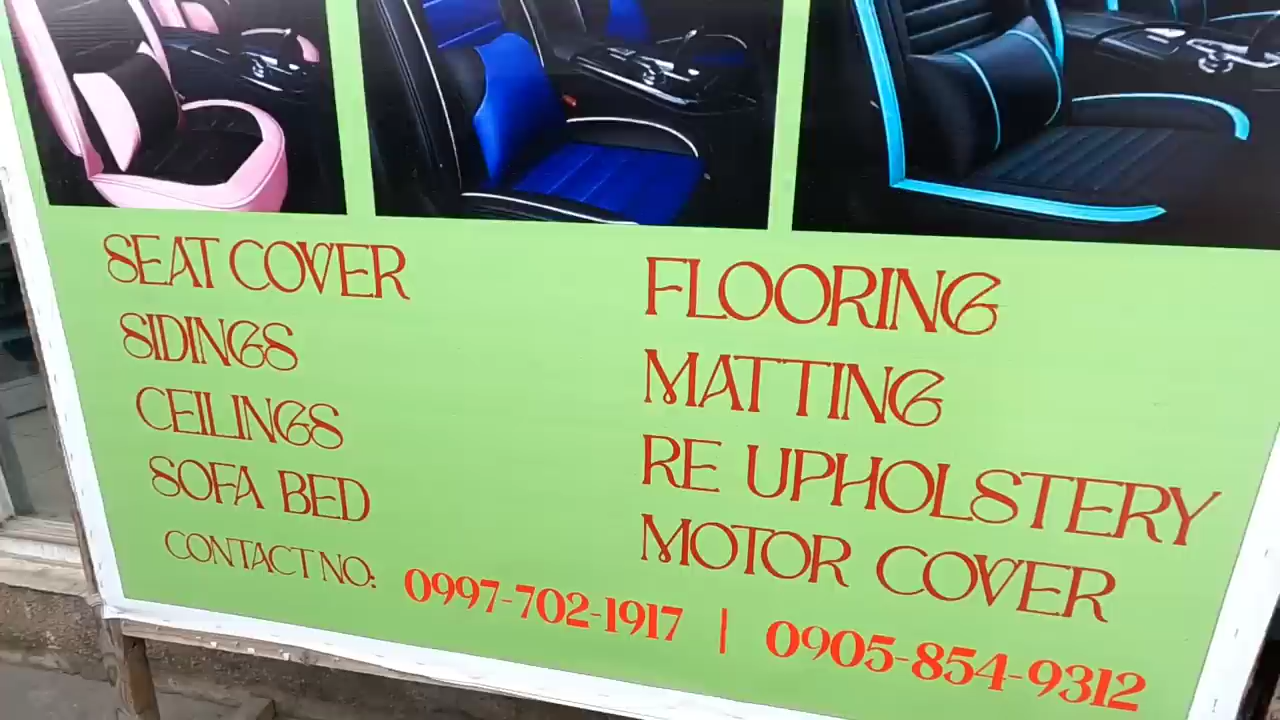 SEAT COVER
SIDINGS
CEILINGS
SOFA BED
FLOORING
MATTING
RE UPHOLSTERY
MOTOR COVER
CONTACT NO: 0997-702-1917 | 0905-854-9312